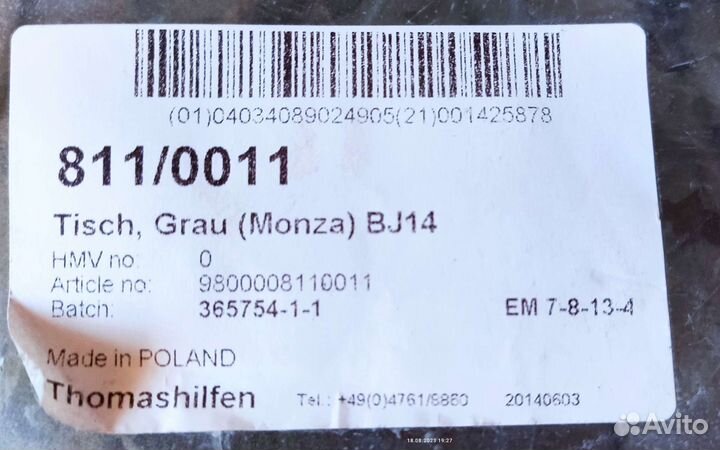 (01)04034089024905(21)001425878
811/0011
Tisch, Grau (Monza) BJ14
HMV no: 0
Article no: 9800008110011
Batch: 365754-1-1 EM 7-8-13-4
Made in POLAND
Thomashilfen Tel.: +49(0)4761/8860 20140603
18.08.2023 19:27
Avito